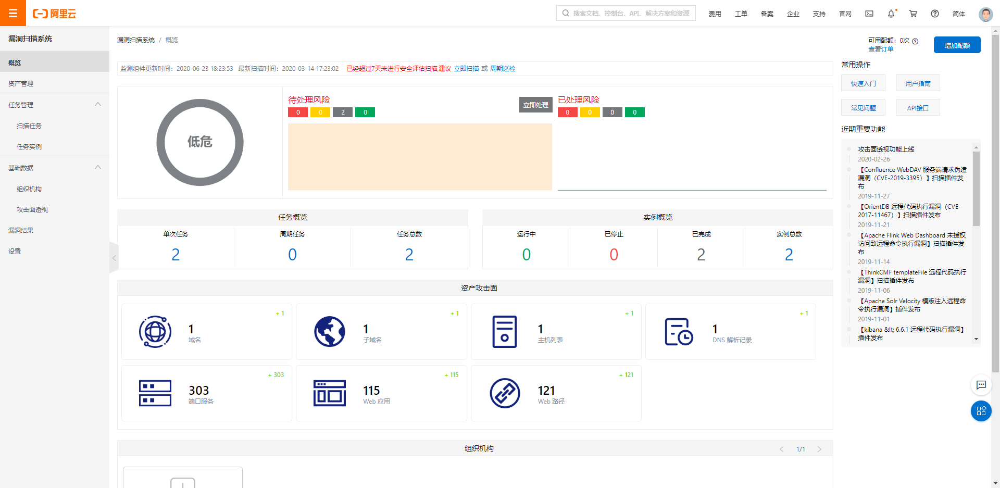 阿里云
搜索文档、控制台、API、解决方案和资源
费用 工单 备案 企业 支持 官网 简体
漏洞扫描系统
概览
资产管理
任务管理
扫描任务
任务实例
基础数据
组织机构
攻击面透视
漏洞结果
设置
漏洞扫描系统 / 概览
可用配额: 0次
查看订单
增加配额
监测组件更新时间: 2020-06-23 18:23:53 最新扫描时间: 2020-03-14 17:23:02 已经超过7天未进行安全评估扫描,建议 立即扫描 或 周期巡检
低危
待处理风险
0 0 2 0
立即处理
已处理风险
0 0 0 0
任务概览
单次任务 周期任务 任务总数
2 0 2
实例概览
运行中 已停止 已完成 实例总数
0 0 2 2
资产攻击面
+ 1
1
域名
+ 1
1
子域名
+ 1
1
主机列表
+ 1
1
DNS 解析记录
+ 303
303
端口服务
+ 115
115
Web 应用
+ 121
121
Web 路径
组织机构
1/1
常用操作
快速入门 用户指南
常见问题 API接口
近期重要功能
攻击面透视功能上线
2020-02-26
【Confluence WebDAV 服务端请求伪造
漏洞（CVE-2019-3395）】扫描插件发
布
2019-11-27
【OrientDB 远程代码执行漏洞（CVE-
2017-11467）】扫描插件发布
2019-11-21
【Apache Flink Web Dashboard 未授权
访问致远程命令执行漏洞】扫描插件发
布
2019-11-14
【ThinkCMF templateFile 远程代码执行
漏洞】扫描插件发布
2019-11-06
【Apache Solr Velocity 模版注入远程命
令执行漏洞】插件发布
2019-11-01
【kibana &lt; 6.6.1 远程代码执行漏洞】
插件发布